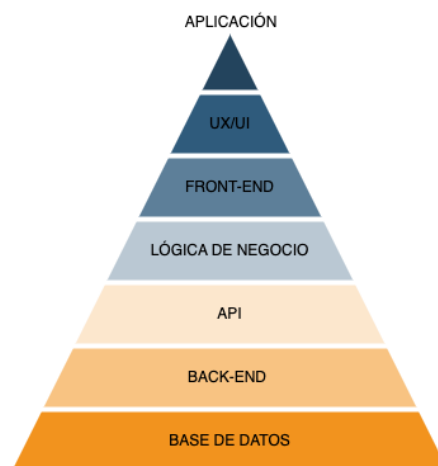 APLICACIÓN
UX/UI
FRONT-END
LÓGICA DE NEGOCIO
API
BACK-END
BASE DE DATOS